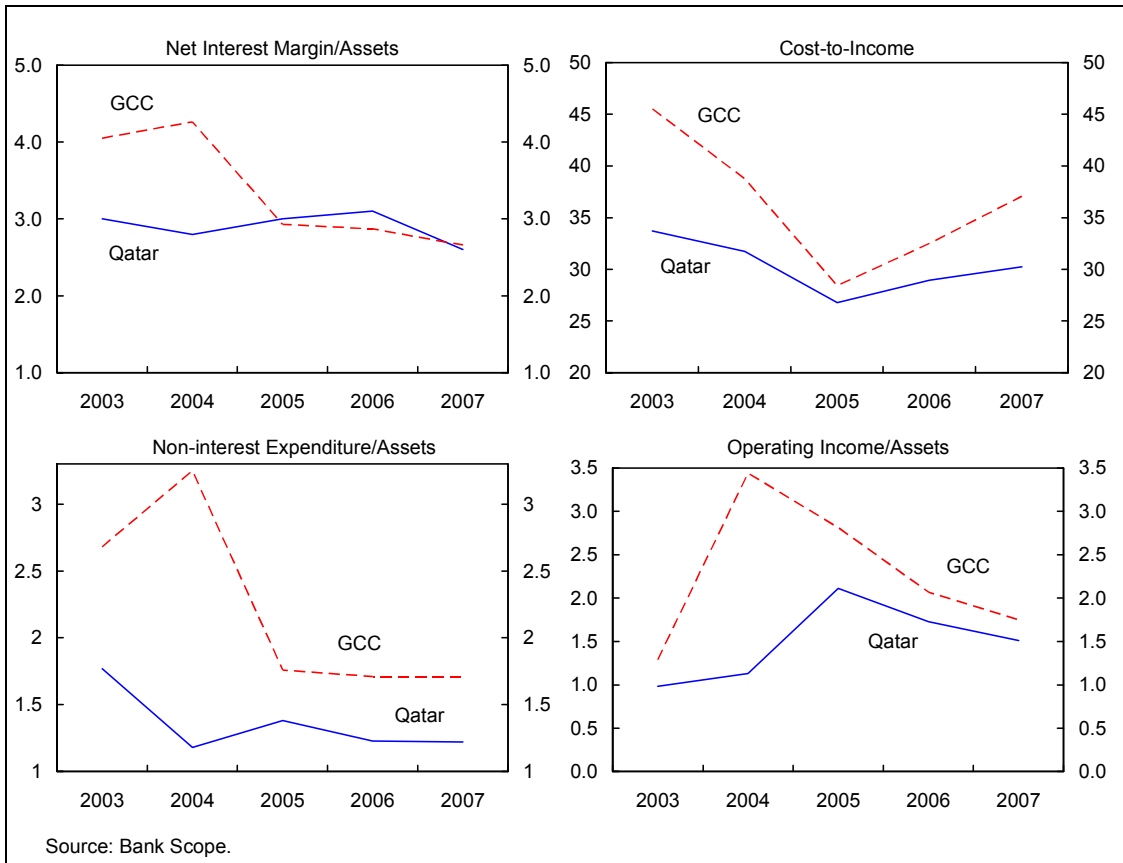 Net Interest Margin/Assets
5.0 5.0
GCC
4.0 4.0
3.0 3.0
Qatar
2.0 2.0
1.0 1.0
2003 2004 2005 2006 2007
Cost-to-Income
50 50
45 45
GCC
40 40
35 35
Qatar
30 30
25 25
20 20
2003 2004 2005 2006 2007
Non-interest Expenditure/Assets
3 3
2.5 2.5
2 2
GCC
1.5 1.5
Qatar
1 1
2003 2004 2005 2006 2007
Operating Income/Assets
3.5 3.5
3.0 3.0
2.5 2.5
GCC
2.0 2.0
Qatar
1.5 1.5
1.0 1.0
0.5 0.5
0.0 0.0
2003 2004 2005 2006 2007
Source: Bank Scope.